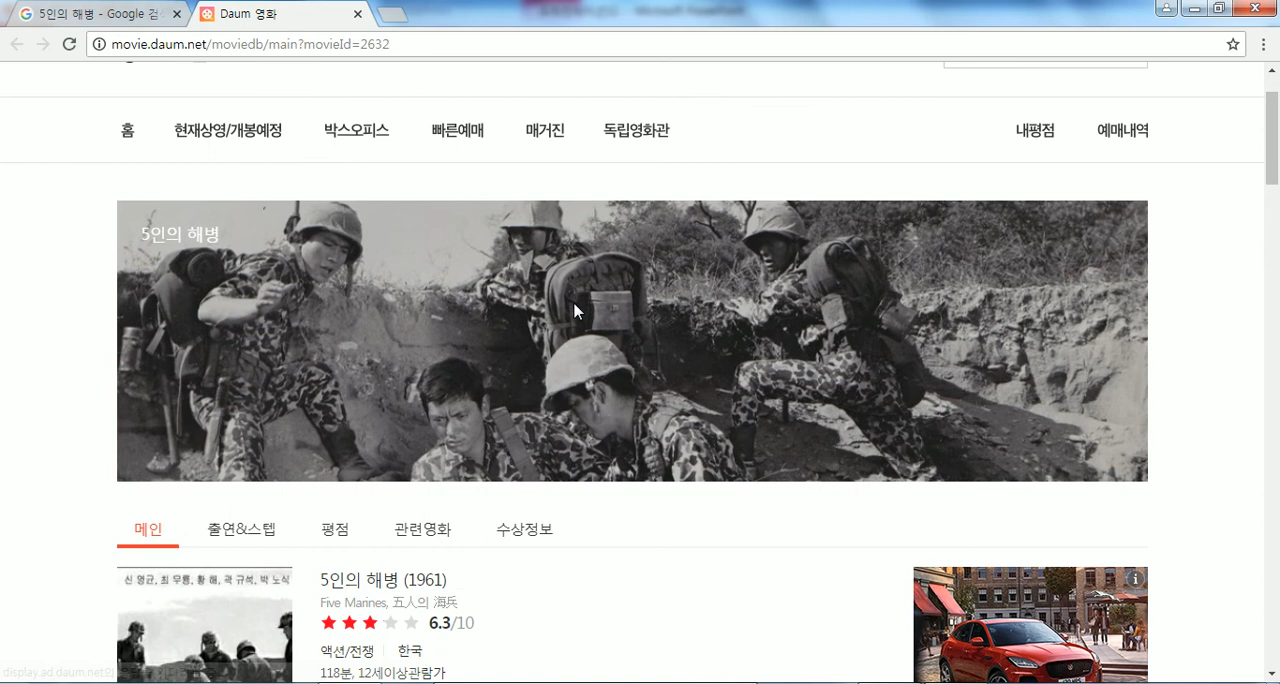 5인의 해병 - Google 검
Daum 영화
movie.daum.net/moviedb/main?movieId=2632
홈 현재상영/개봉예정 박스오피스 빠른예매 매거진 독립영화관 내평점 예매내역
5인의 해병
메인 출연&스텝 평점 관련영화 수상정보
신영균, 최무룡, 황해, 곽규석, 박노식
5인의 해병 (1961)
Five Marines, 五人의 海兵
6.3/10
액션/전쟁 한국
118분, 12세이상관람가
display.ad.daum.net의